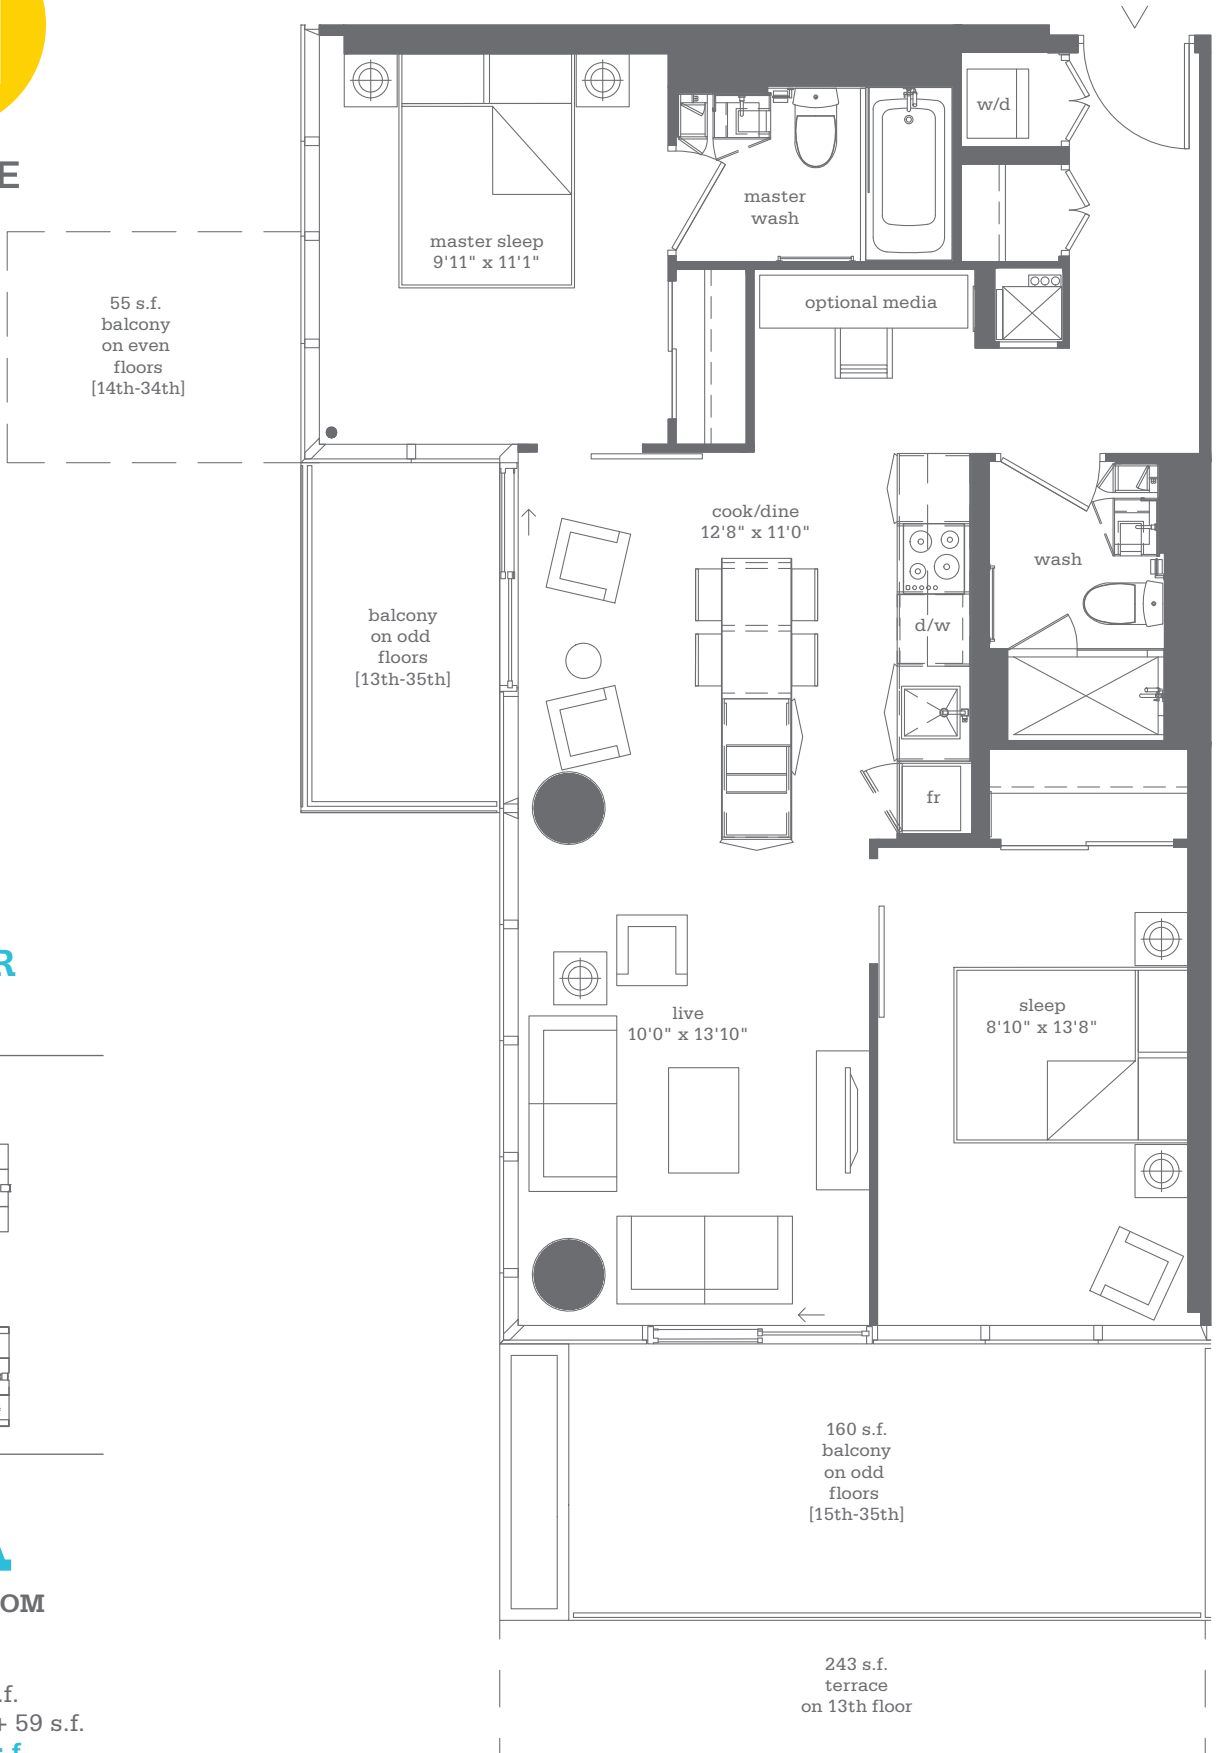 E
w/d
master
wash
master sleep
9'11" x 11'1"
optional media
55 s.f.
balcony
on even
floors
[14th-34th]
cook/dine
12'8" x 11'0"
wash
balcony
on odd
floors
[13th-35th]
d/w
fr
R
live
10'0" x 13'10"
sleep
8'10" x 13'8"
160 s.f.
balcony
on odd
floors
[15th-35th]
OM
243 s.f.
terrace
on 13th floor
.f.
+ 59 s.f.